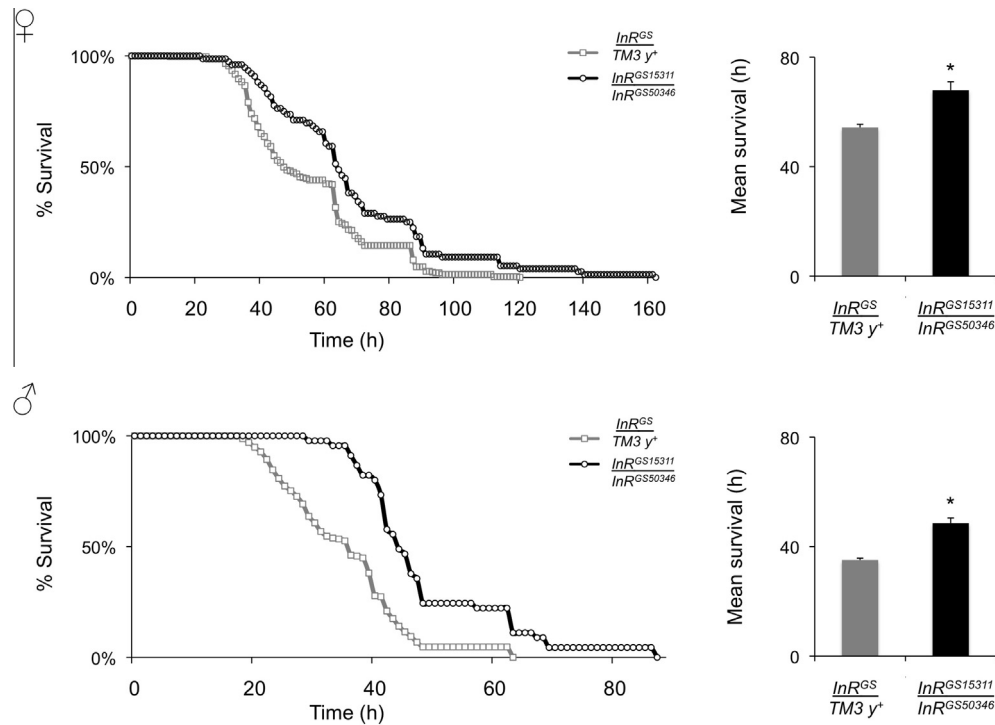 ♀
InR^GS
TM3 y⁺
InR^GS15311
InR^GS50346
100%
50%
0%
% Survival
0 20 40 60 80 100 120 140 160
Time (h)
80
40
0
Mean survival (h)
*
InR^GS
TM3 y⁺
InR^GS15311
InR^GS50346
♂
InR^GS
TM3 y⁺
InR^GS15311
InR^GS50346
100%
50%
0%
% Survival
0 20 40 60 80
Time (h)
80
40
0
Mean survival (h)
*
InR^GS
TM3 y⁺
InR^GS15311
InR^GS50346